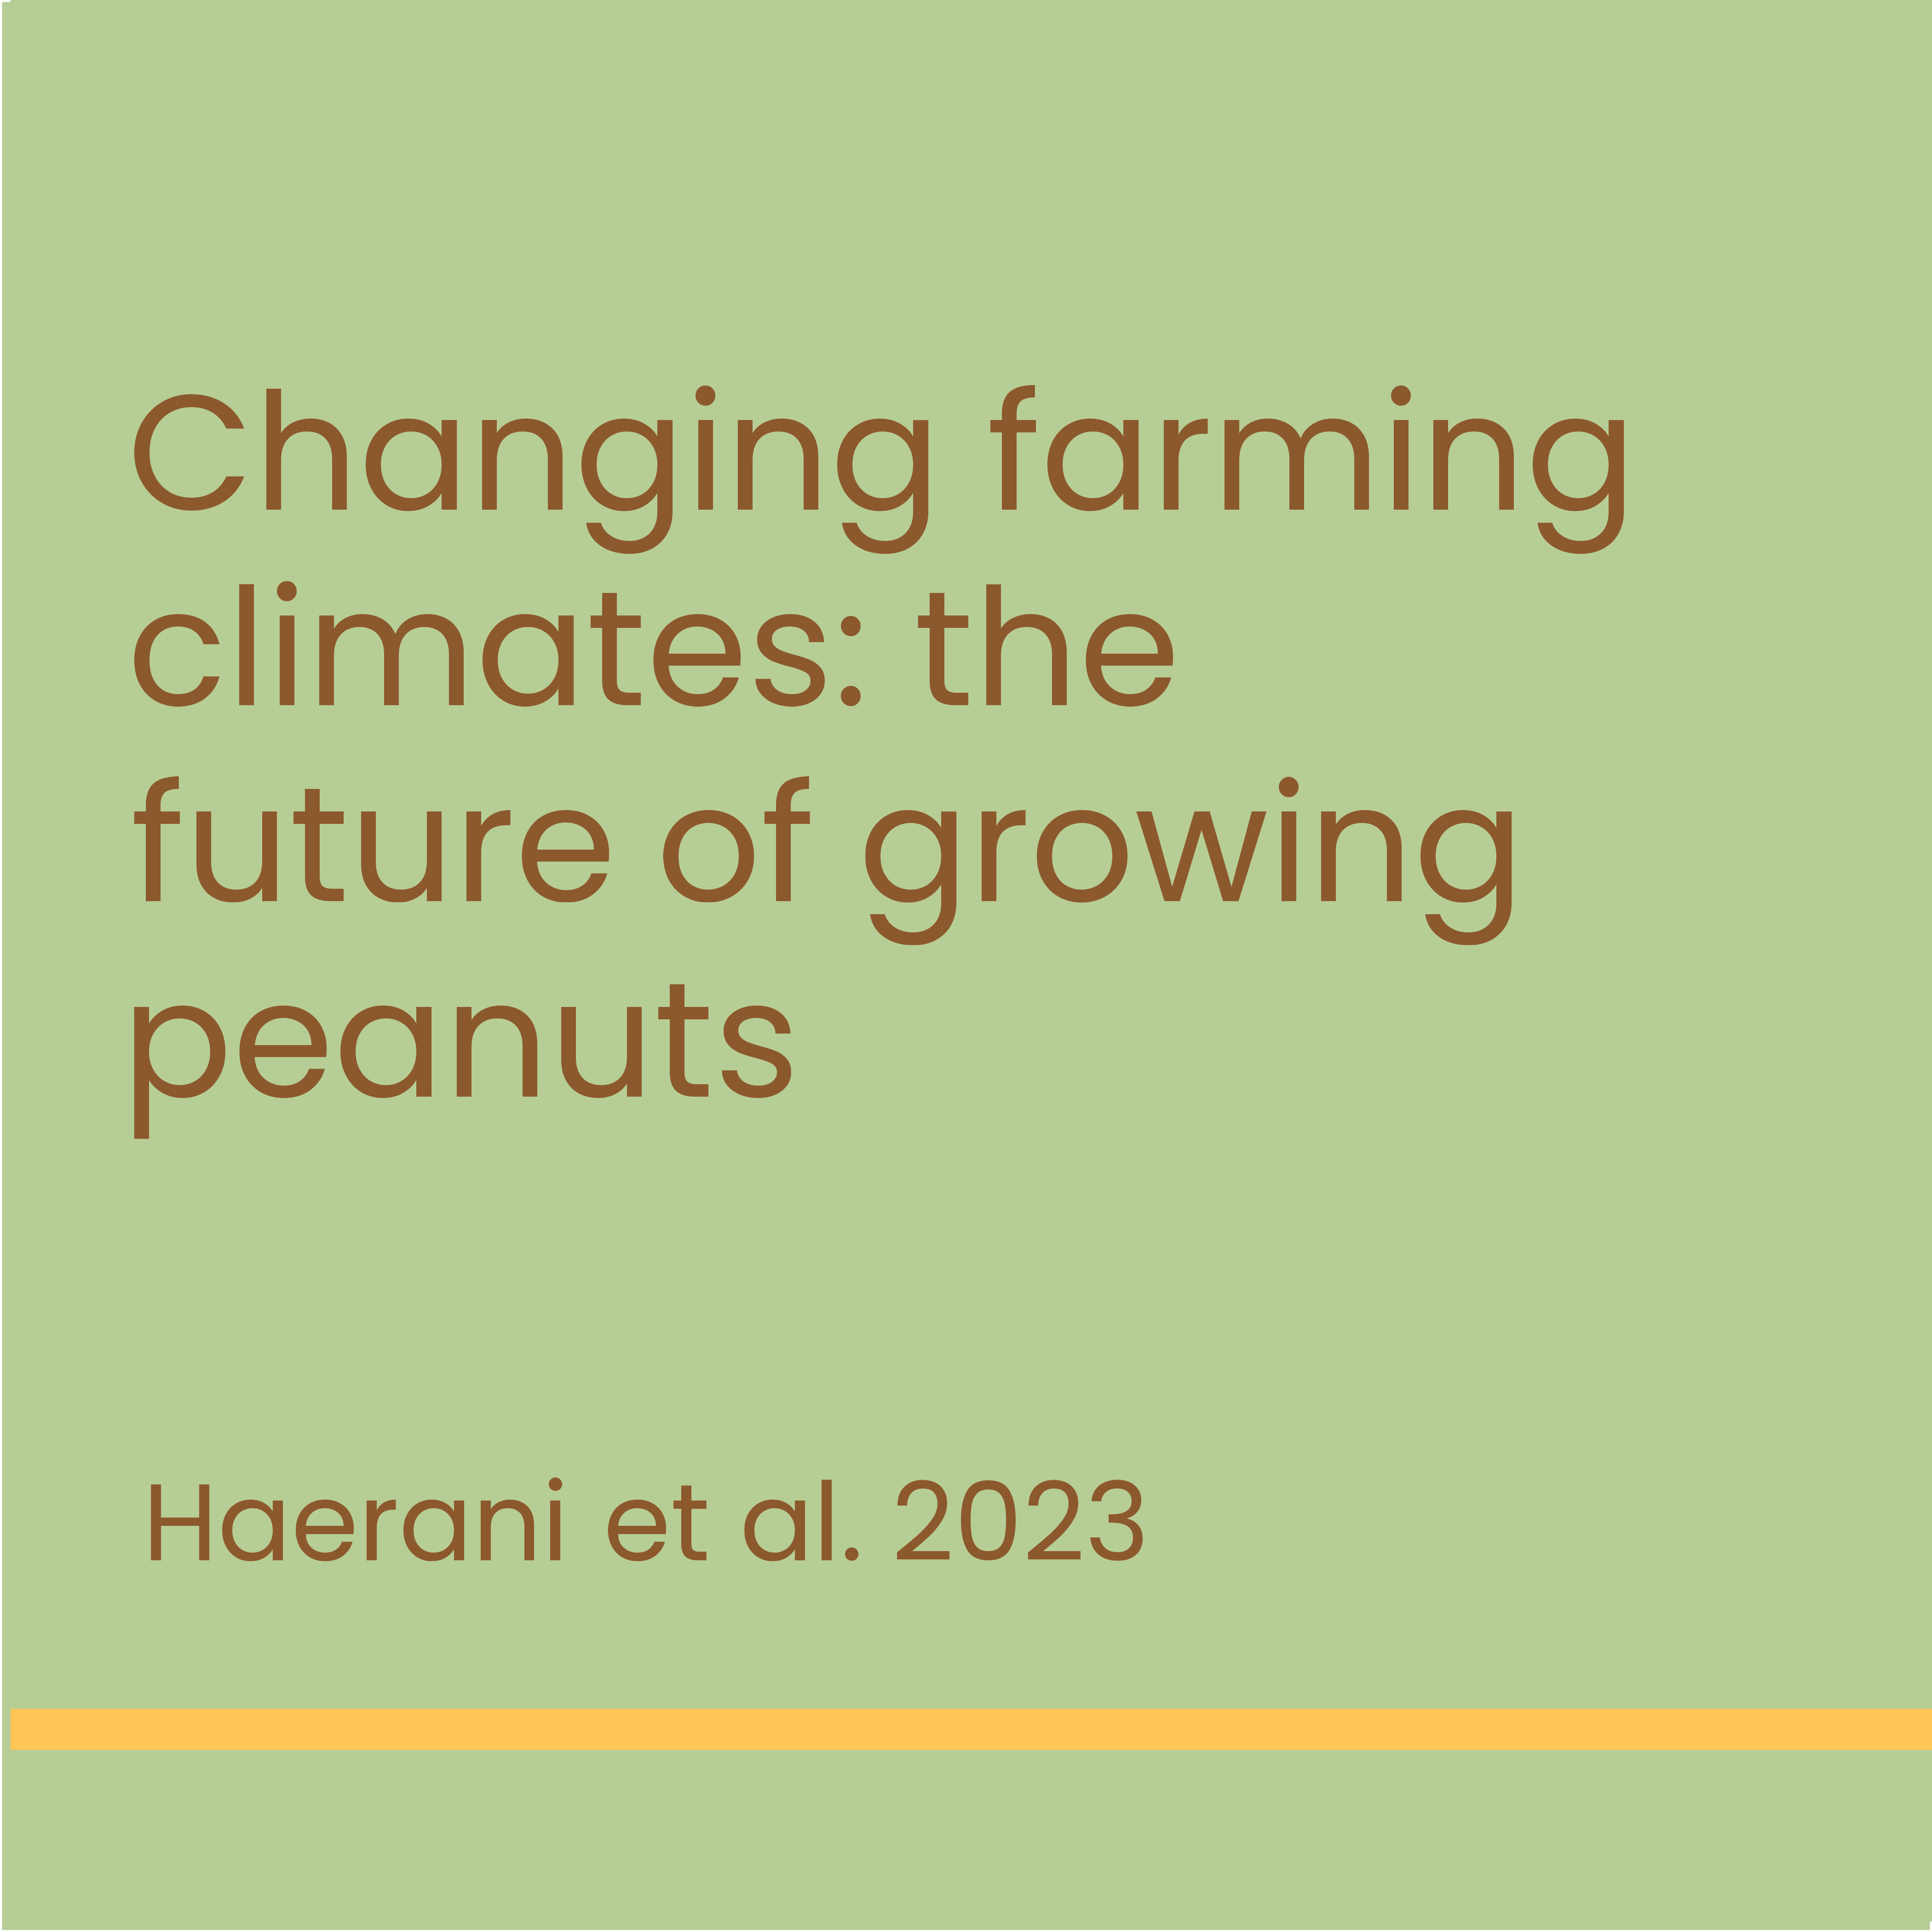 Changing farming
climates: the
future of growing
peanuts
Haerani et al. 2023